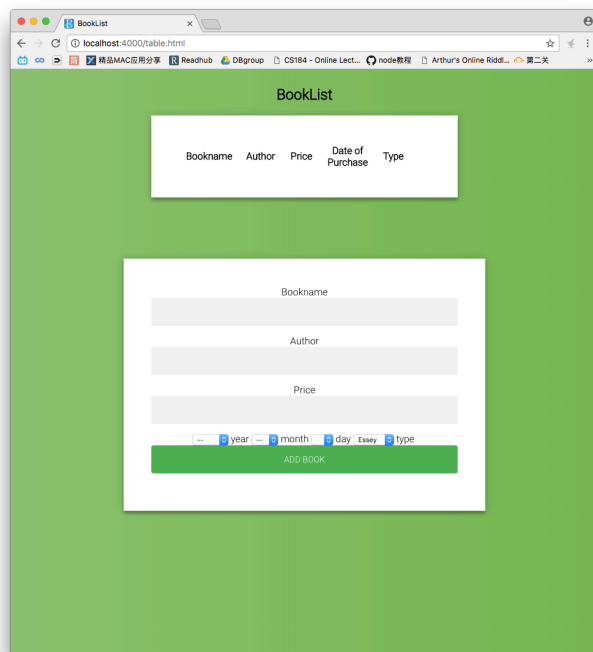 BookList
localhost:4000/table.html
精品MAC应用分享 Readhub DBgroup CS184 - Online Lect... node教程 Arthur's Online Riddl... 第二关 »
BookList
Bookname Author Price Date of Purchase Type
Bookname
Author
Price
-- year -- month day Essey type
ADD BOOK